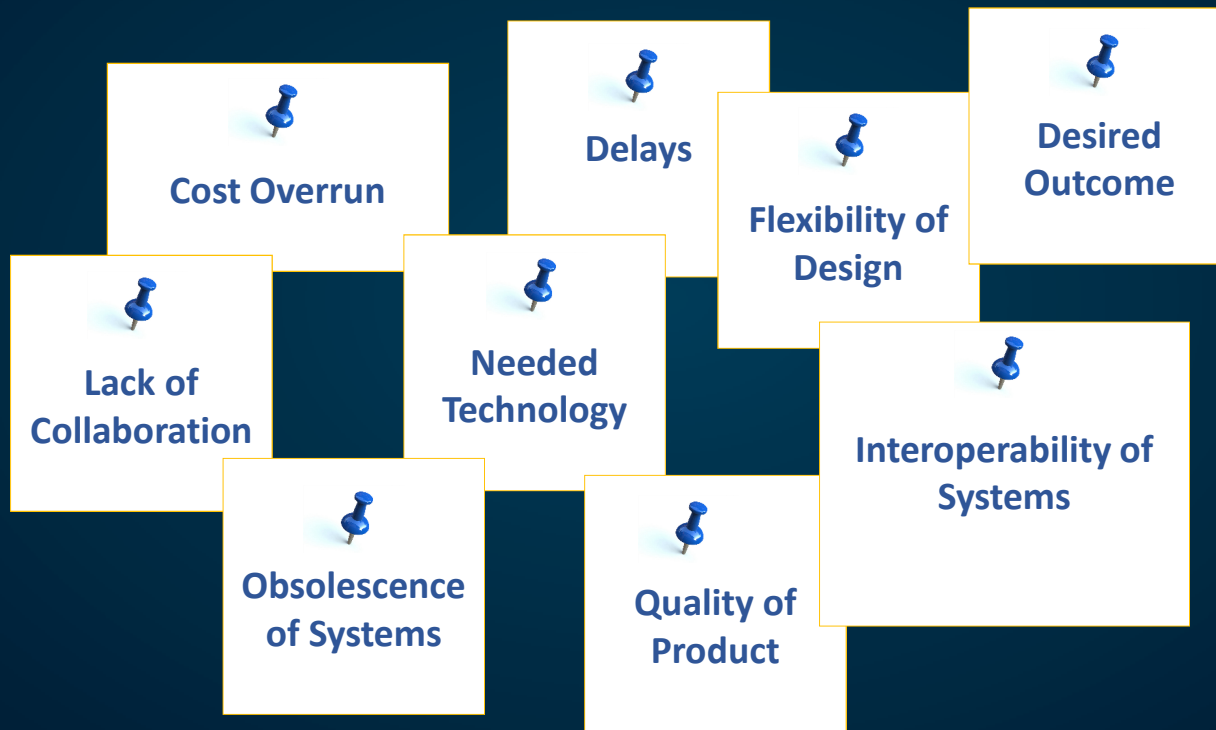 Cost Overrun
Delays
Flexibility of
Design
Desired
Outcome
Lack of
Collaboration
Needed
Technology
Interoperability of
Systems
Obsolescence
of Systems
Quality of
Product